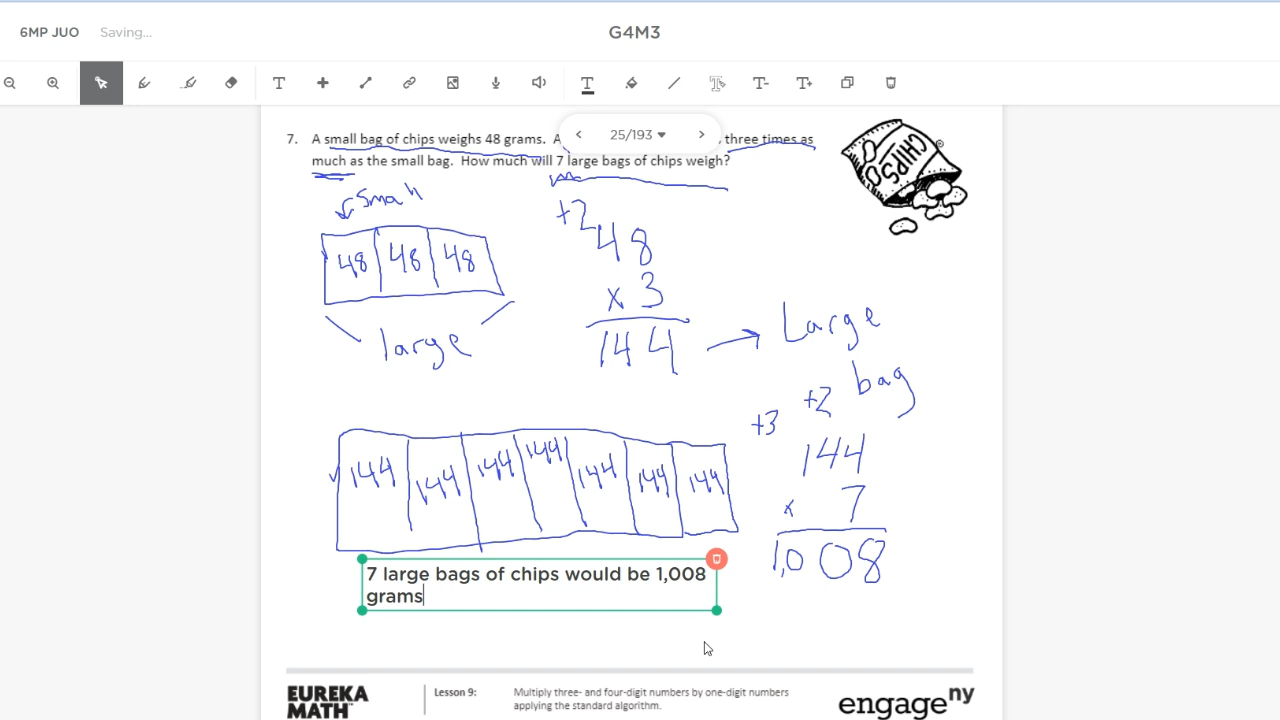 6MP JUO Saving... G4M3
25/193
7. A small bag of chips weighs 48 grams. A three times as
much as the small bag. How much will 7 large bags of chips weigh?
CHIPS
small
48 48 48
large
+2
48
x 3
144
Large
bag
144 144 144 144 144 144 144
+3 +2
144
x 7
1,008
7 large bags of chips would be 1,008
grams
EUREKA
MATH™
Lesson 9:
Multiply three- and four-digit numbers by one-digit numbers
applying the standard algorithm.
engageny